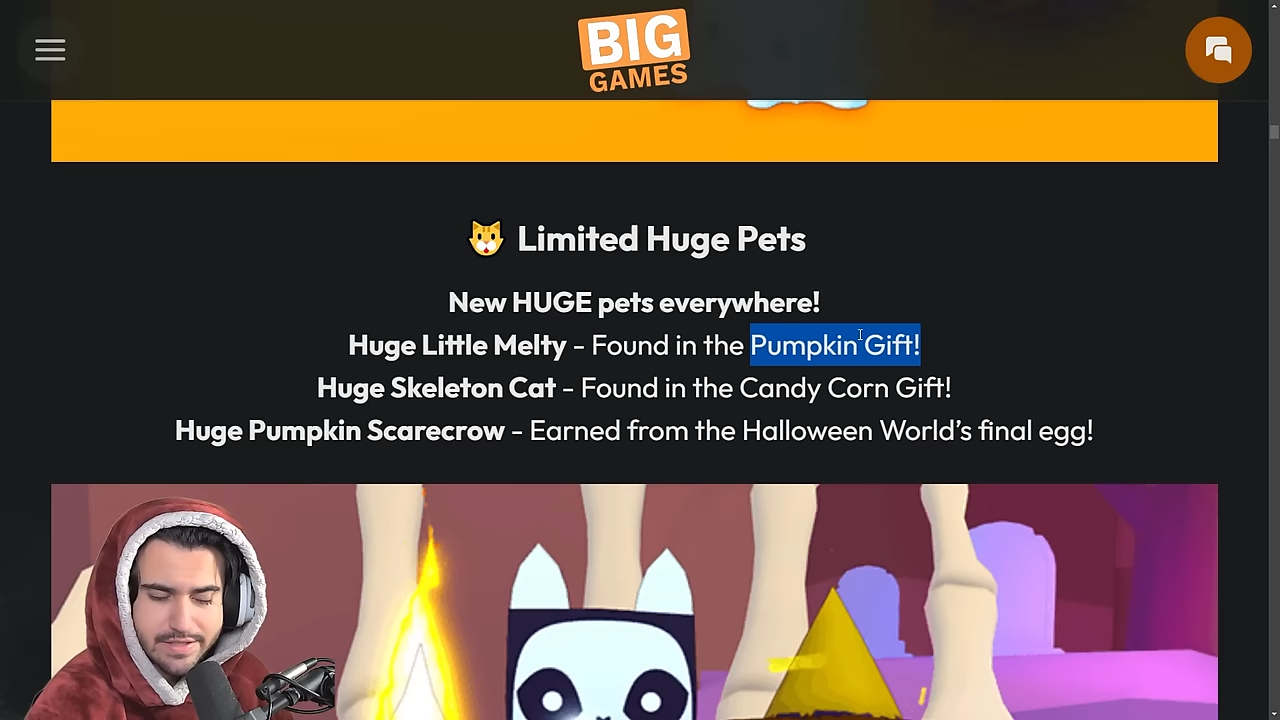 BIG
GAMES
🐱 Limited Huge Pets
New HUGE pets everywhere!
Huge Little Melty - Found in the Pumpkin Gift!
Huge Skeleton Cat - Found in the Candy Corn Gift!
Huge Pumpkin Scarecrow - Earned from the Halloween World’s final egg!